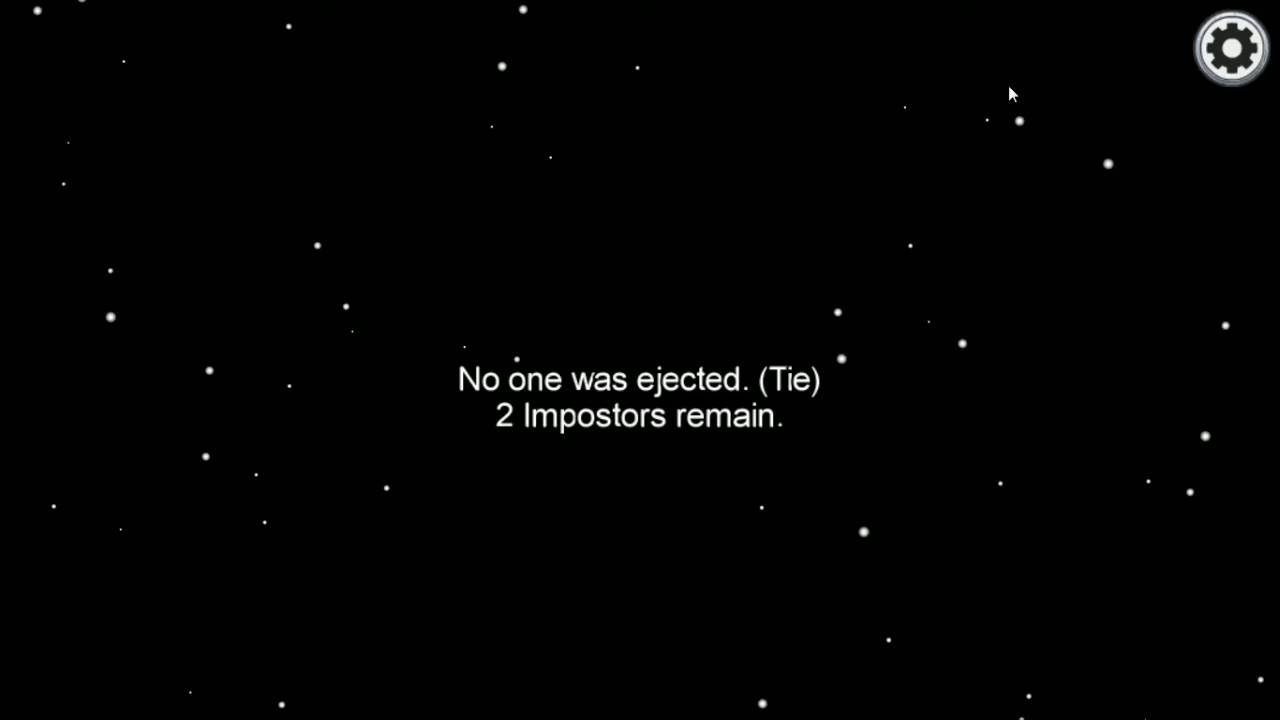 No one was ejected. (Tie)
2 Impostors remain.